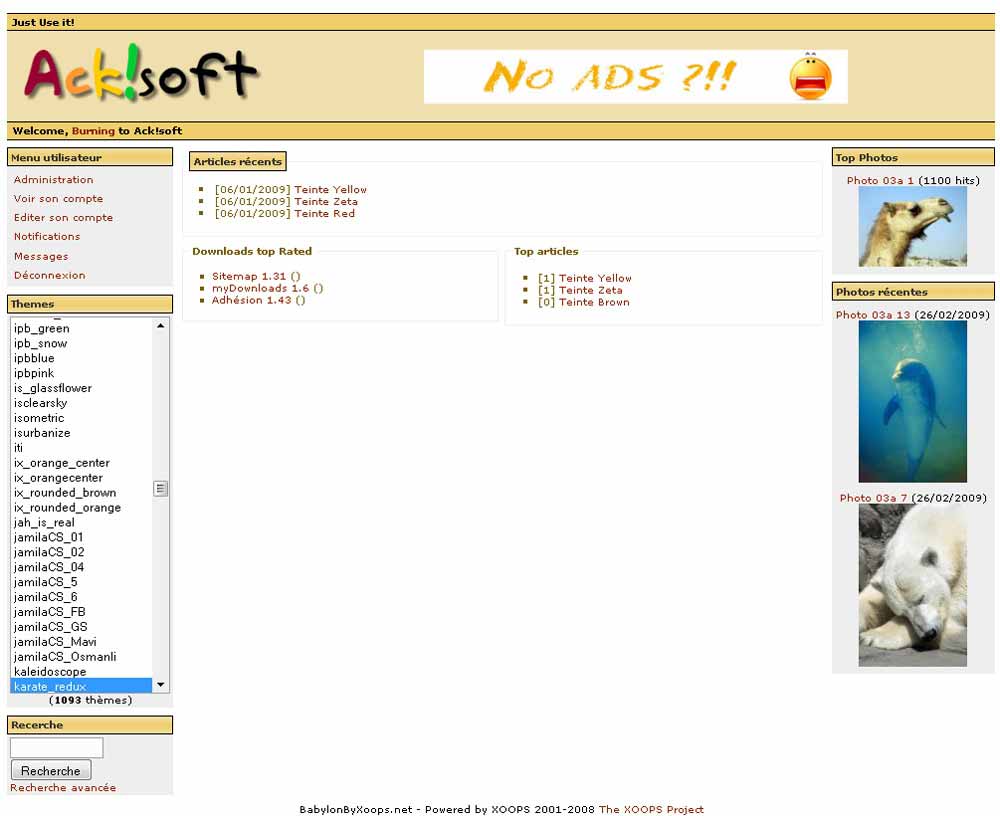 Just Use it!
Ack!soft
No ADS ?!!
Welcome, Burning to Ack!soft
Menu utilisateur
Administration
Voir son compte
Editer son compte
Notifications
Messages
Déconnexion
Themes
ipb_green
ipb_snow
ipbblue
ipbpink
is_glassflower
isclearsky
isometric
isurbanize
iti
ix_orange_center
ix_orangecenter
ix_rounded_brown
ix_rounded_orange
jah_is_real
jamilaCS_01
jamilaCS_02
jamilaCS_04
jamilaCS_5
jamilaCS_6
jamilaCS_FB
jamilaCS_GS
jamilaCS_Mavi
jamilaCS_Osmanli
kaleidoscope
karate_redux
(1093 thèmes)
Recerche
Recherche
Recherche avancée
Articles récents
[06/01/2009] Teinte Yellow
[06/01/2009] Teinte Zeta
[06/01/2009] Teinte Red
Downloads top Rated
Sitemap 1.31 ()
myDownloads 1.6 ()
Adhésion 1.43 ()
Top articles
[1] Teinte Yellow
[1] Teinte Zeta
[0] Teinte Brown
Top Photos
Photo 03a 1 (1100 hits)
Photos récentes
Photo 03a 13 (26/02/2009)
Photo 03a 7 (26/02/2009)
BabylonByXoops.net - Powered by XOOPS 2001-2008 The XOOPS Project